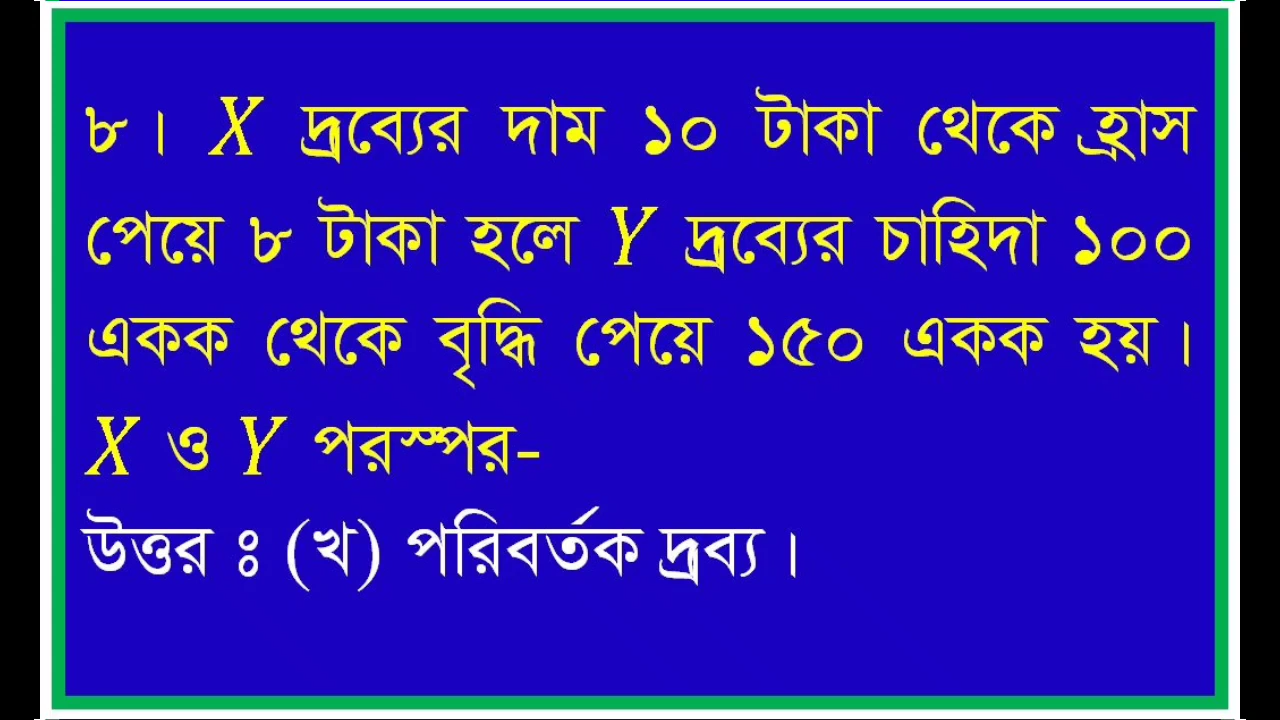 ৮। X দ্রব্যের দাম ১০ টাকা থেকে হ্রাস
পেয়ে ৮ টাকা হলে Y দ্রব্যের চাহিদা ১০০
একক থেকে বৃদ্ধি পেয়ে ১৫০ একক হয়।
X ও Y পরস্পর-
উত্তর ঃ (খ) পরিবর্তক দ্রব্য।